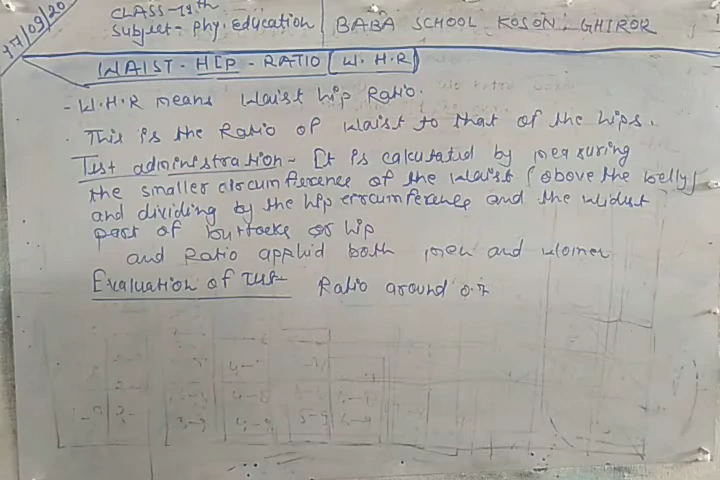 17/09/20
CLASS-11th
Subject- Phy. education
BABA SCHOOL KOSON, GHIROR
WAIST-HIP-RATIO (W.H.R)
- W.H.R means Waist hip Ratio.
. This is the Ratio of Waist to that of the hips.
Test administration- It is calculated by measuring
the smaller circumference of the Waist (above the belly)
and dividing by the hip circumference and the widest
part of buttocks or hip
and Ratio applied both men and women
Evaluation of Test- Ratio around 0.7